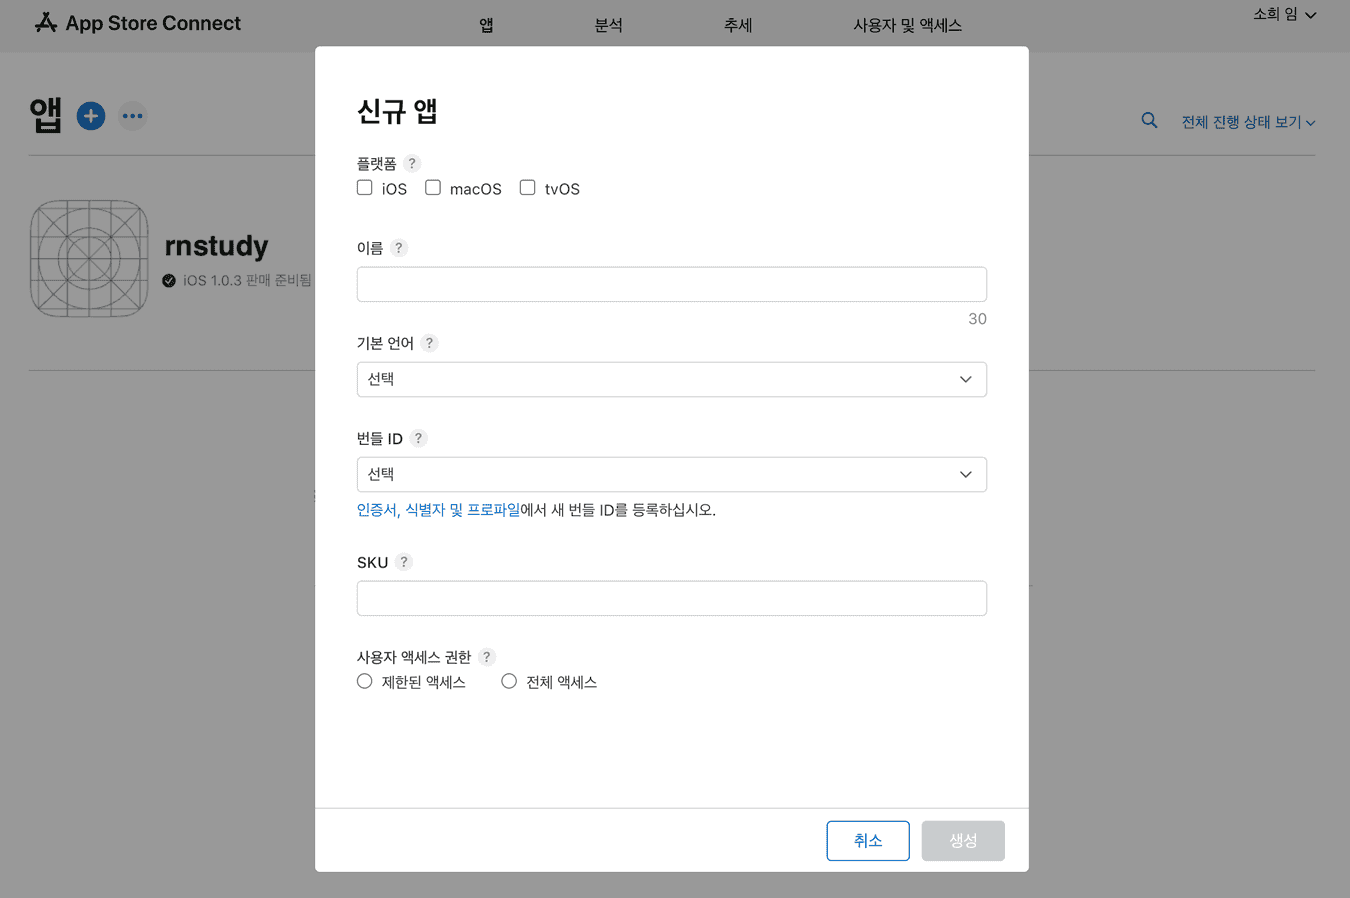 App Store Connect 앱 분석 추세 사용자 및 액세스 소희 임
앱
전체 진행 상태 보기
rnstudy
iOS 1.0.3 판매 준비됨
신규 앱
플랫폼 ?
iOS macOS tvOS
이름 ?
30
기본 언어 ?
선택
번들 ID ?
선택
인증서, 식별자 및 프로파일에서 새 번들 ID를 등록하십시오.
SKU ?
사용자 액세스 권한 ?
제한된 액세스 전체 액세스
취소 생성